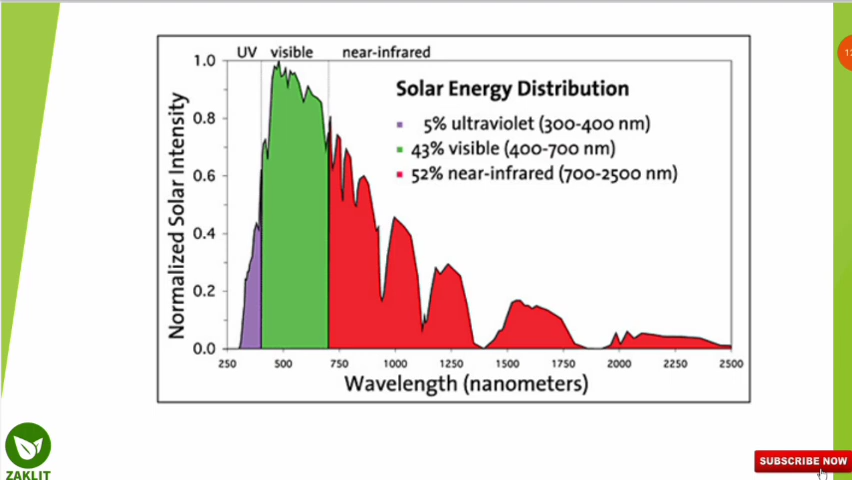 UV visible near-infrared
Solar Energy Distribution
5% ultraviolet (300-400 nm)
43% visible (400-700 nm)
52% near-infrared (700-2500 nm)
Normalized Solar Intensity
1.0
0.8
0.6
0.4
0.2
0.0
250 500 750 1000 1250 1500 1750 2000 2250 2500
Wavelength (nanometers)
ZAKLIT
SUBSCRIBE NOW